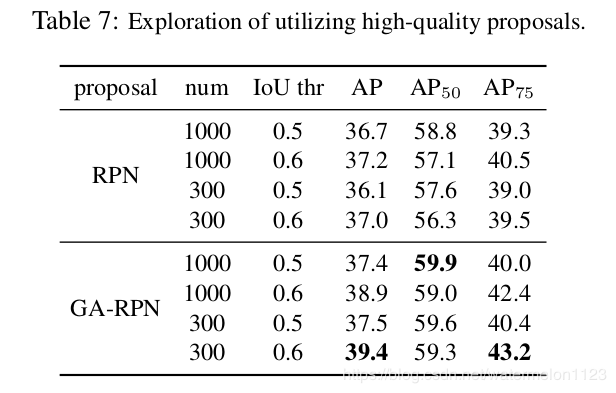 Table 7: Exploration of utilizing high-quality proposals.
proposal num IoU thr AP AP50 AP75
1000 0.5 36.7 58.8 39.3
1000 0.6 37.2 57.1 40.5
RPN
300 0.5 36.1 57.6 39.0
300 0.6 37.0 56.3 39.5
1000 0.5 37.4 59.9 40.0
1000 0.6 38.9 59.0 42.4
GA-RPN
300 0.5 37.5 59.6 40.4
300 0.6 39.4 59.3 43.2
https://blog.csdn.net/watermelon1123